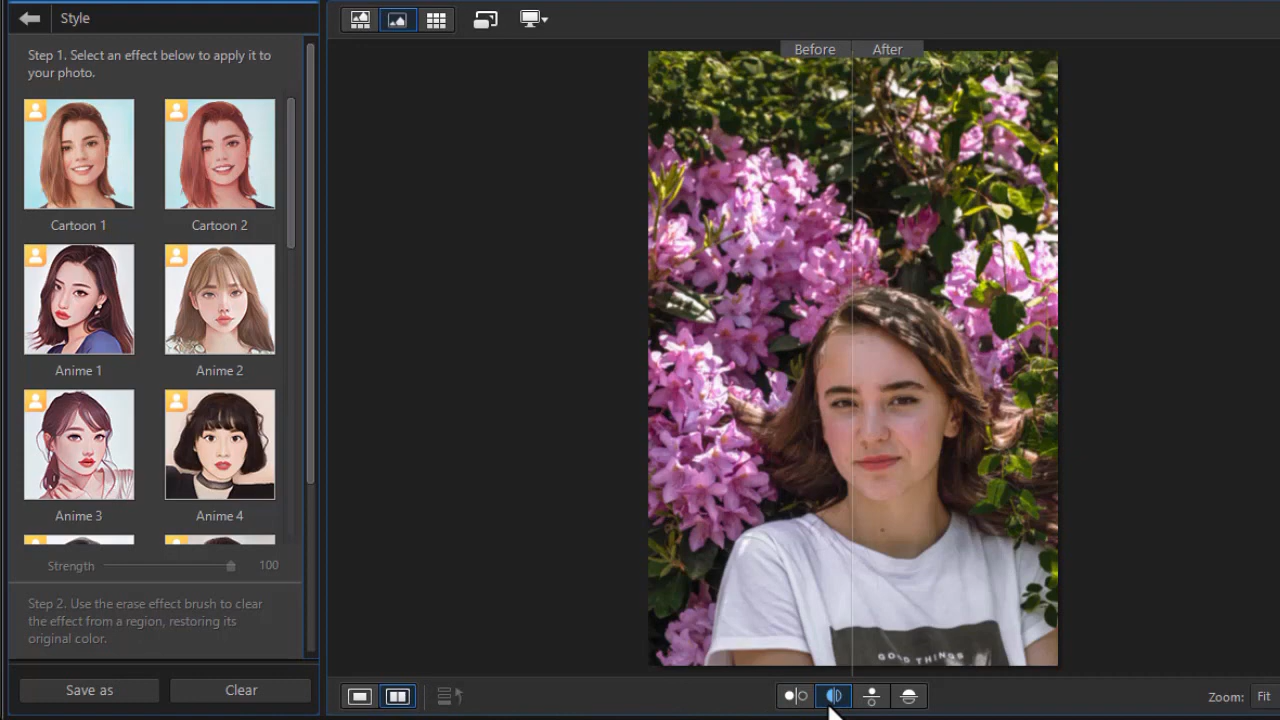 Style
Step 1. Select an effect below to apply it to
your photo.
Cartoon 1
Cartoon 2
Anime 1
Anime 2
Anime 3
Anime 4
Strength
100
Step 2. Use the erase effect brush to clear
the effect from a region, restoring its
original color.
Save as
Clear
Before
After
GOOD THINGS
Zoom:
Fit